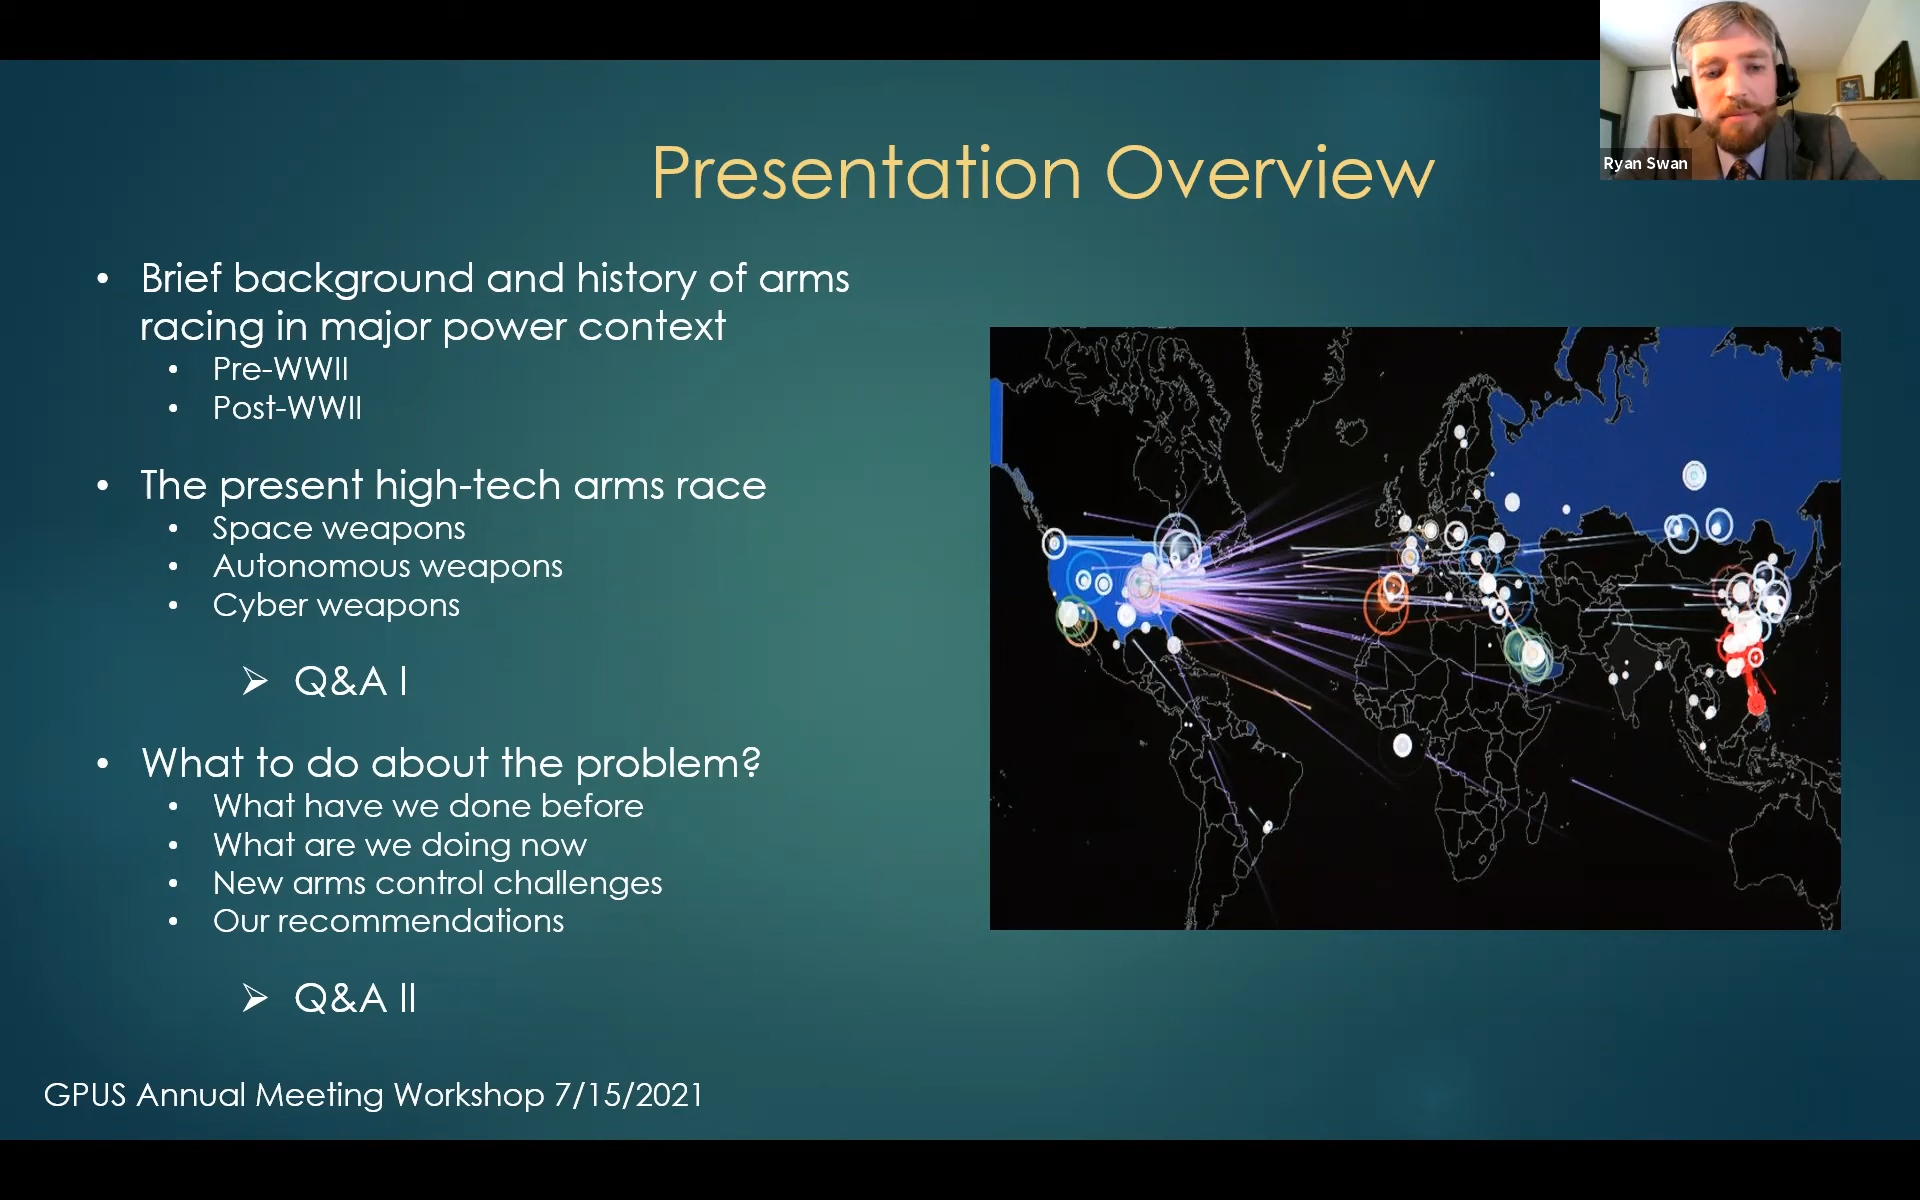 Ryan Swan
Presentation Overview
• Brief background and history of arms
racing in major power context
• Pre-WWII
• Post-WWII
• The present high-tech arms race
• Space weapons
• Autonomous weapons
• Cyber weapons
➢ Q&A I
• What to do about the problem?
• What have we done before
• What are we doing now
• New arms control challenges
• Our recommendations
➢ Q&A II
GPUS Annual Meeting Workshop 7/15/2021